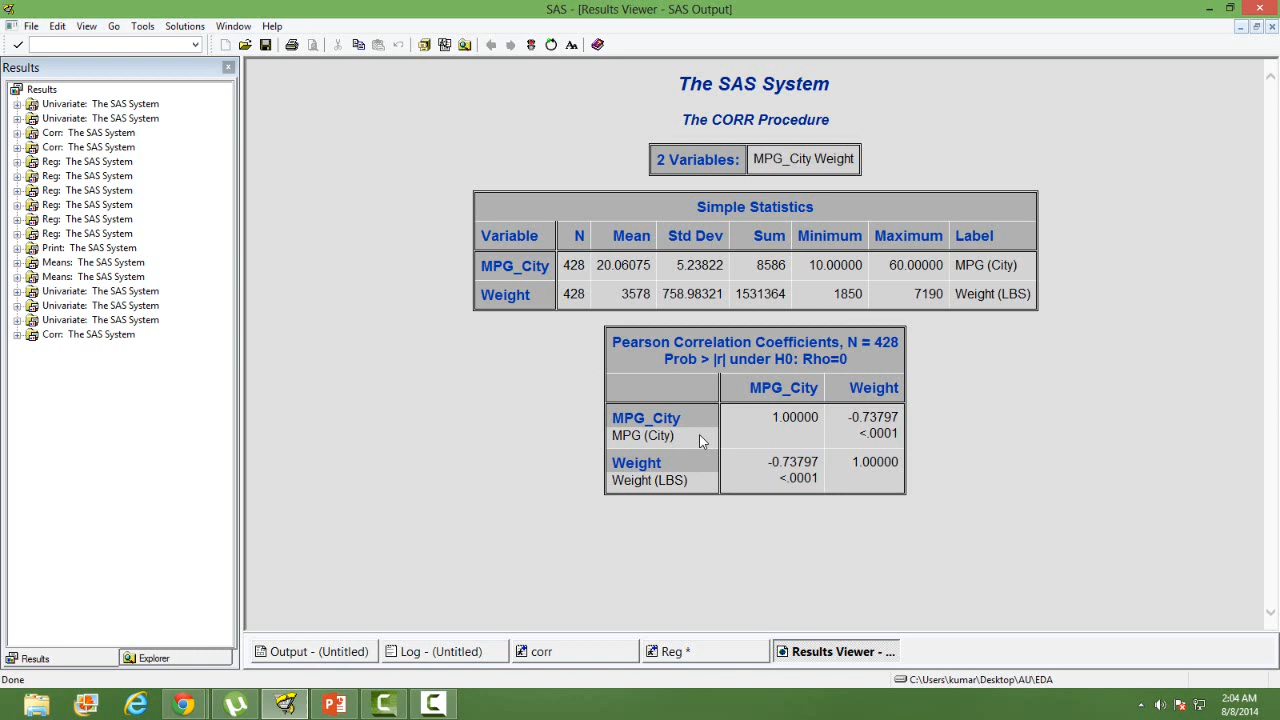 SAS - [Results Viewer - SAS Output]
File Edit View Go Tools Solutions Window Help
Results
Results
Univariate: The SAS System
Univariate: The SAS System
Corr: The SAS System
Corr: The SAS System
Reg: The SAS System
Reg: The SAS System
Reg: The SAS System
Reg: The SAS System
Reg: The SAS System
Reg: The SAS System
Print: The SAS System
Means: The SAS System
Means: The SAS System
Univariate: The SAS System
Univariate: The SAS System
Univariate: The SAS System
Corr: The SAS System
The SAS System
The CORR Procedure
2 Variables: MPG_City Weight
Simple Statistics
Variable N Mean Std Dev Sum Minimum Maximum Label
MPG_City 428 20.06075 5.23822 8586 10.00000 60.00000 MPG (City)
Weight 428 3578 758.98321 1531364 1850 7190 Weight (LBS)
Pearson Correlation Coefficients, N = 428
Prob > |r| under H0: Rho=0
MPG_City Weight
MPG_City 1.00000 -0.73797
MPG (City) <.0001
Weight -0.73797 1.00000
Weight (LBS) <.0001
Results Explorer
Output - (Untitled) Log - (Untitled) corr Reg * Results Viewer - ...
Done C:\Users\kumar\Desktop\AU\EDA
2:04 AM
8/8/2014